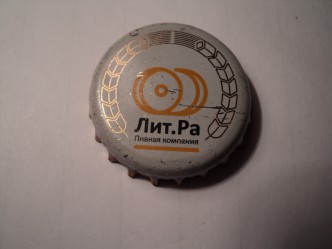 Лит.Ра
Пивная компания